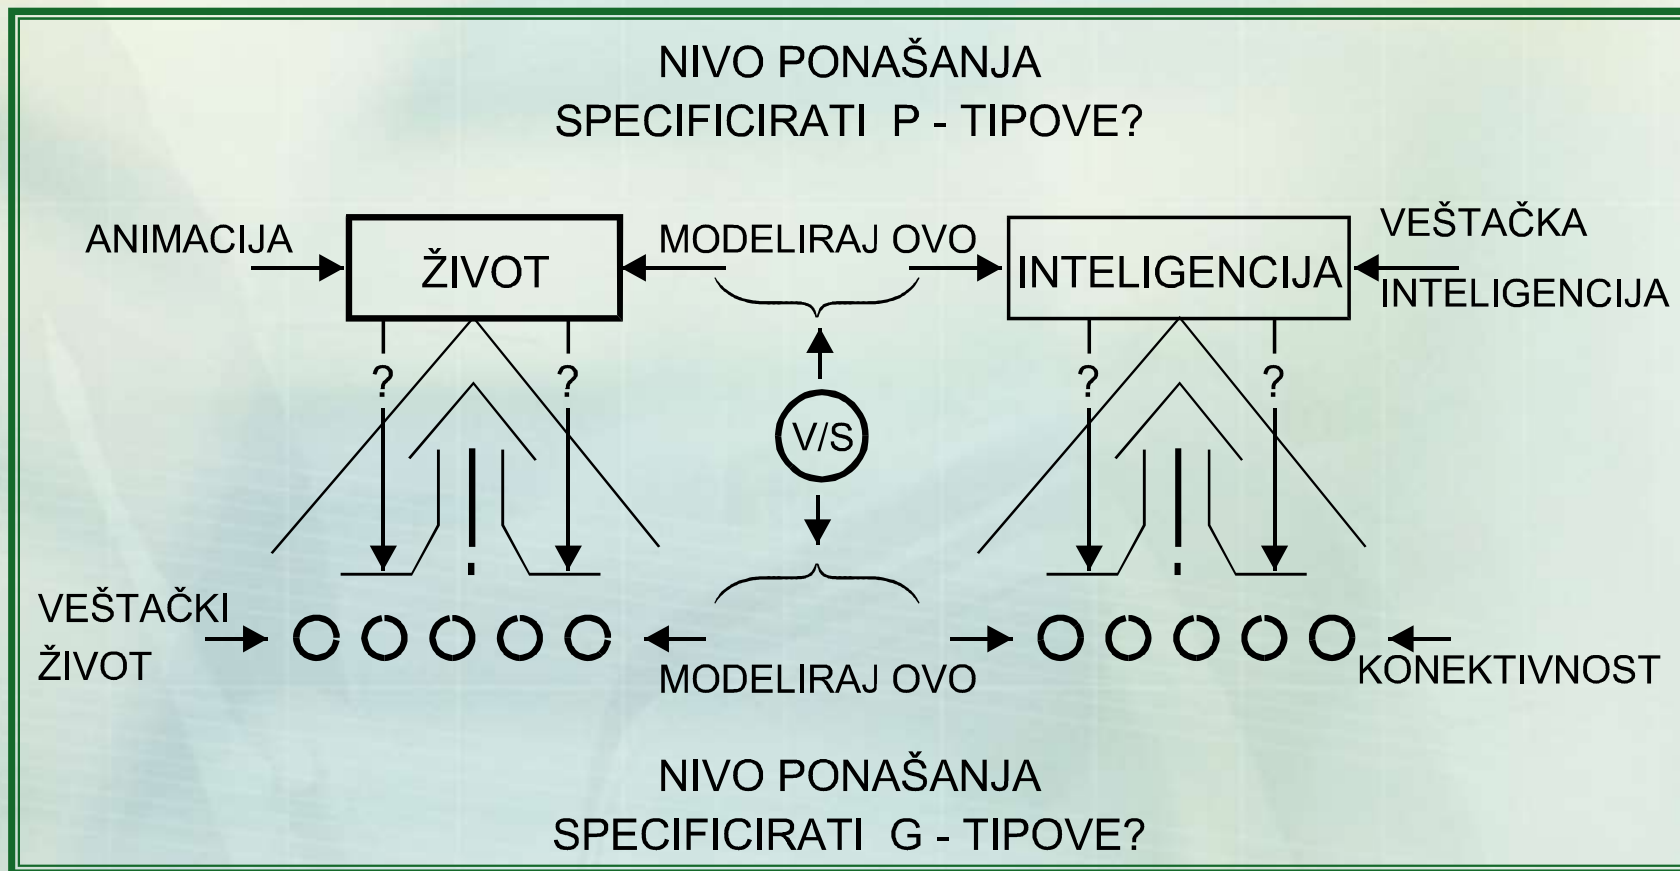 NIVO PONAŠANJA
SPECIFICIRATI P - TIPOVE?
ANIMACIJA
ŽIVOT
MODELIRAJ OVO
INTELIGENCIJA
VEŠTAČKA
INTELIGENCIJA
? ? ? ?
V/S
!
!
VEŠTAČKI
ŽIVOT
MODELIRAJ OVO
KONEKTIVNOST
NIVO PONAŠANJA
SPECIFICIRATI G - TIPOVE?